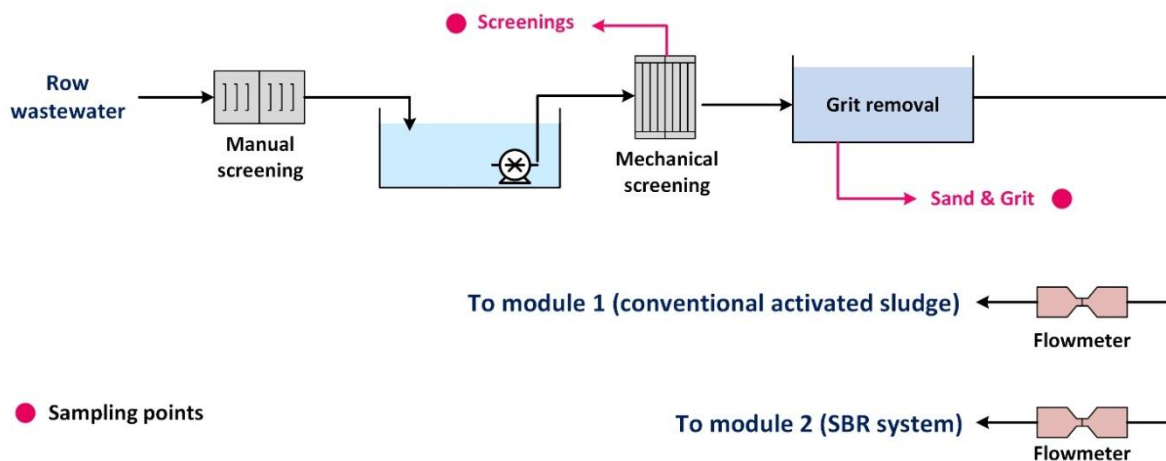 Screenings
Row
wastewater
Manual
screening
Mechanical
screening
Grit removal
Sand & Grit
To module 1 (conventional activated sludge)
Flowmeter
Sampling points
To module 2 (SBR system)
Flowmeter